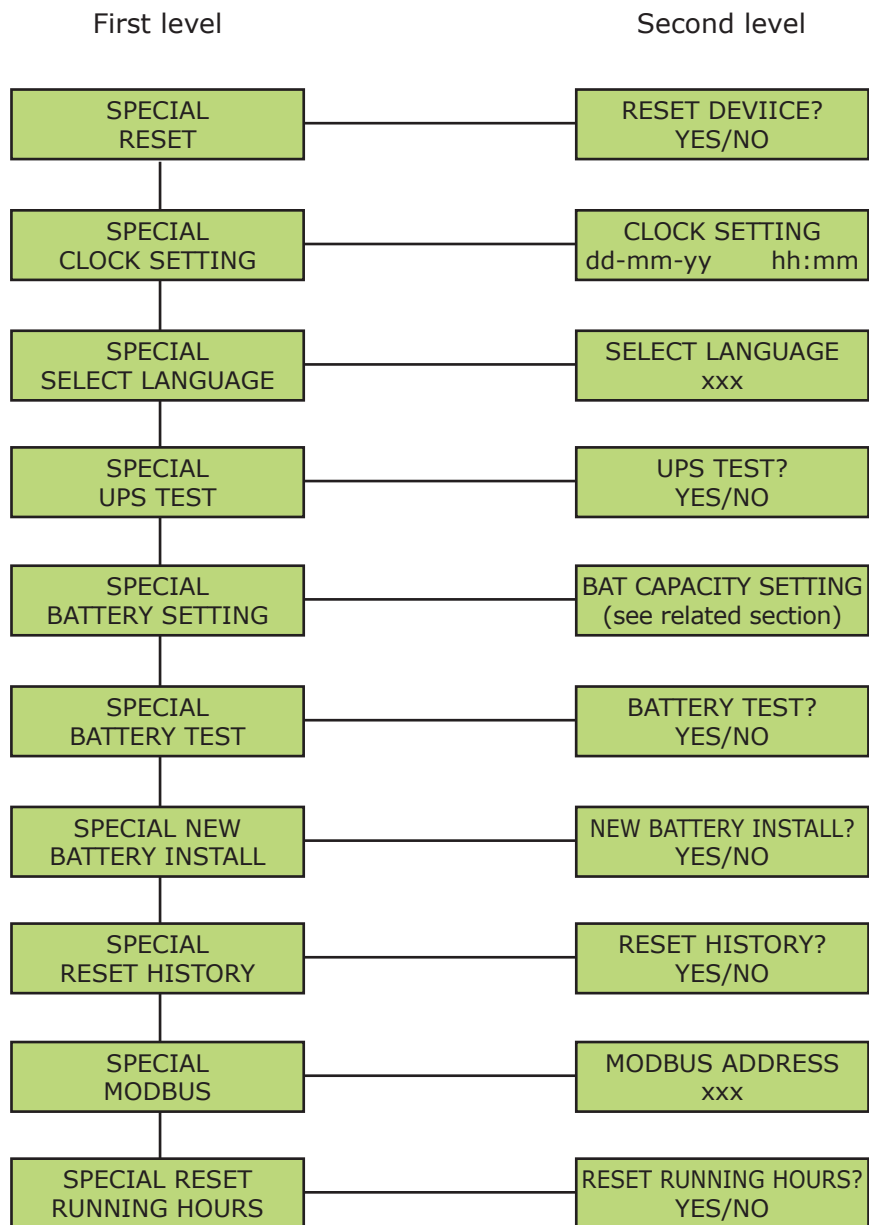 First level
Second level
SPECIAL
RESET
RESET DEVIICE?
YES/NO
SPECIAL
CLOCK SETTING
CLOCK SETTING
dd-mm-yy hh:mm
SPECIAL
SELECT LANGUAGE
SELECT LANGUAGE
xxx
SPECIAL
UPS TEST
UPS TEST?
YES/NO
SPECIAL
BATTERY SETTING
BAT CAPACITY SETTING
(see related section)
SPECIAL
BATTERY TEST
BATTERY TEST?
YES/NO
SPECIAL NEW
BATTERY INSTALL
NEW BATTERY INSTALL?
YES/NO
SPECIAL
RESET HISTORY
RESET HISTORY?
YES/NO
SPECIAL
MODBUS
MODBUS ADDRESS
xxx
SPECIAL RESET
RUNNING HOURS
RESET RUNNING HOURS?
YES/NO